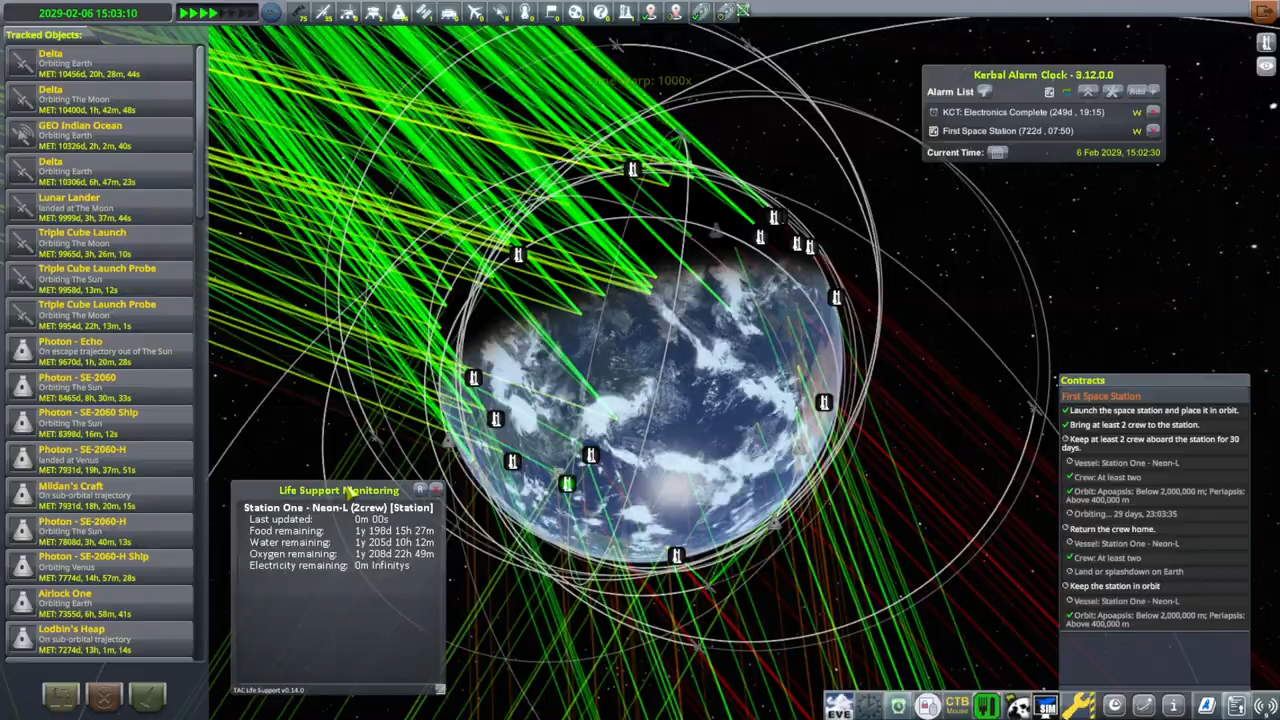 2029-02-06 15:03:10
Tracked Objects:
Delta
Orbiting Earth
MET: 10456d, 20h, 28m, 44s
Delta
Orbiting The Moon
MET: 10400d, 1h, 42m, 48s
GEO Indian Ocean
Orbiting Earth
MET: 10326d, 2h, 2m, 40s
Delta
Orbiting Earth
MET: 10306d, 6h, 47m, 23s
Lunar Lander
landed at The Moon
MET: 9999d, 3h, 37m, 44s
Triple Cube Launch
Orbiting The Moon
MET: 9965d, 3h, 26m, 10s
Triple Cube Launch Probe
Orbiting The Sun
MET: 9958d, 13m, 12s
Triple Cube Launch Probe
Orbiting The Moon
MET: 9954d, 22h, 13m, 1s
Photon - Echo
On escape trajectory out of The Sun
MET: 9670d, 1h, 20m, 28s
Photon - SE-2060
Orbiting The Sun
MET: 8465d, 8h, 30m, 33s
Photon - SE-2060 Ship
Orbiting The Sun
MET: 8398d, 16m, 12s
Photon - SE-2060-H
landed at Venus
MET: 7931d, 19h, 37m, 51s
Mildan's Craft
On sub-orbital trajectory
MET: 7931d, 18h, 20m, 15s
Photon - SE-2060-H
Orbiting The Sun
MET: 7808d, 3h, 40m, 13s
Photon - SE-2060-H Ship
Orbiting Venus
MET: 7774d, 14h, 57m, 28s
Airlock One
Orbiting Earth
MET: 7355d, 6h, 58m, 41s
Lodbin's Heap
On sub-orbital trajectory
MET: 7274d, 13h, 1m, 14s
Time Warp: 1000x
Kerbal Alarm Clock - 3.12.0.0
Alarm List
Add +
KCT: Electronics Complete (249d , 19:15) W
First Space Station (722d , 07:50) W
Current Time: 6 Feb 2029, 15:02:30
Life Support Monitoring R
Station One - Neon-L (2crew) [Station]
Last updated: 0m 00s
Food remaining: 1y 198d 15h 27m
Water remaining: 1y 205d 10h 12m
Oxygen remaining: 1y 208d 22h 49m
Electricity remaining: 0m Infinitys
TAC Life Support v0.14.0
Contracts
First Space Station
Launch the space station and place it in orbit.
Bring at least 2 crew to the station.
Keep at least 2 crew aboard the station for 30
days.
Vessel: Station One - Neon-L
Crew: At least two
Orbit: Apoapsis: Below 2,000,000 m; Periapsis:
Above 400,000 m
Orbiting... 29 days, 23:03:35
Return the crew home.
Vessel: Station One - Neon-L
Crew: At least two
Land or splashdown on Earth
Keep the station in orbit
Vessel: Station One - Neon-L
Orbit: Apoapsis: Below 2,000,000 m; Periapsis:
Above 400,000 m
EVE
CTB
Mouse
SIM